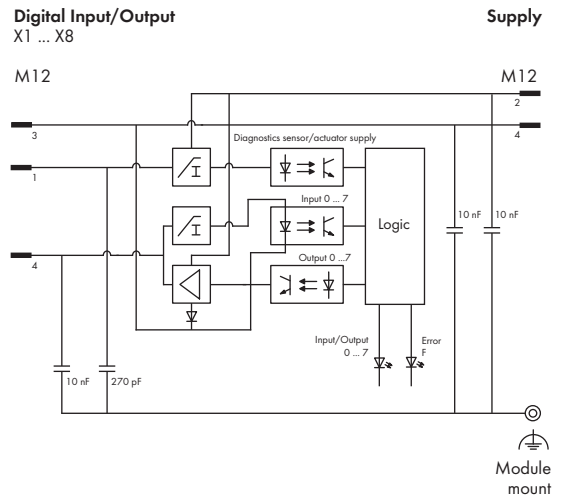 Digital Input/Output
X1 ... X8
Supply
M12
M12
2
3
4
Diagnostics sensor/actuator supply
1
Input 0 ... 7
Logic
10 nF
10 nF
4
Output 0 ...7
Input/Output
0 ... 7
Error
F
10 nF
270 pF
Module
mount